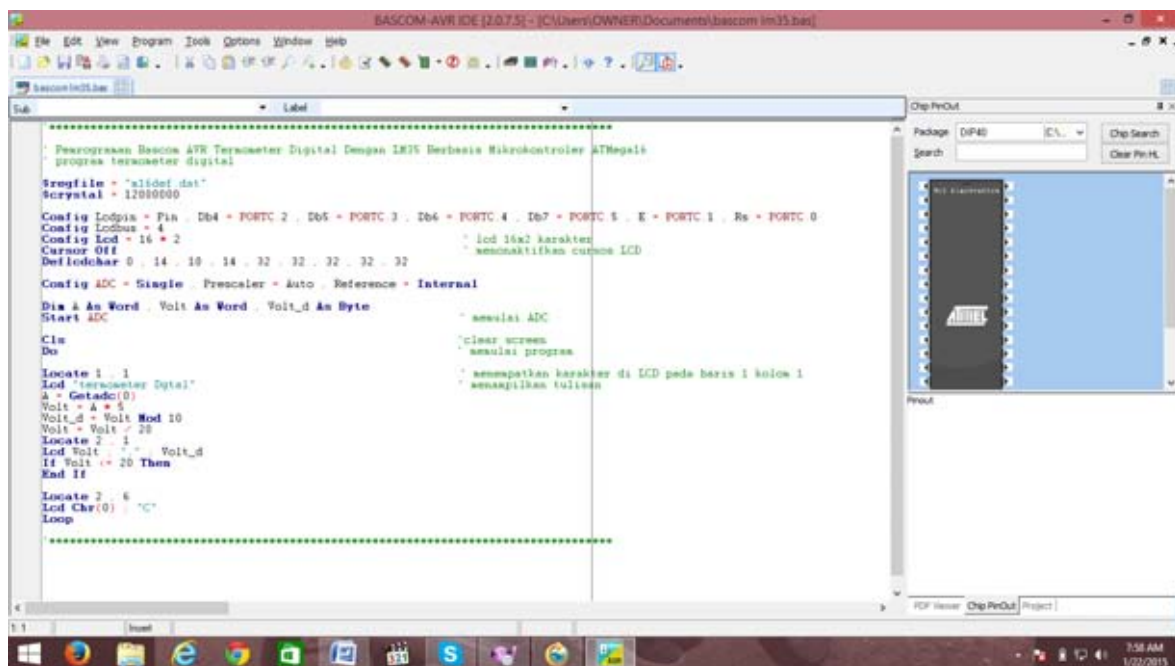 BASCOM-AVR IDE [2.0.7.5] - [C:\Users\OWNER\Documents\bascom lm35.bas]
File Edit View Program Tools Options Window Help
bascom lm35.bas
Sub Label
Chip PinOut
Package DIP40 Chip Search
Search Clear Pin HL
'*****************************************************************************
' Pemrograman Bascom AVR Termometer Digital Dengan LM35 Berbasis Mikrokontroler ATMega16
' program termometer digital
$regfile = "m16def.dat"
$crystal = 12000000
Config Lcdpin = Pin , Db4 = PORTC.2 , Db5 = PORTC.3 , Db6 = PORTC.4 , Db7 = PORTC.5 , E = PORTC.1 , Rs = PORTC.0
Config Lcdbus = 4
Config Lcd = 16 * 2 ' lcd 16x2 karakter
Cursor Off ' menonaktifkan cursor LCD
Deflcdchar 0 , 14 , 10 , 14 , 32 , 32 , 32 , 32 , 32
Config ADC = Single , Prescaler = Auto , Reference = Internal
Dim A As Word , Volt As Word , Volt_d As Byte
Start ADC ' memulai ADC
Cls 'clear screen
Do ' memulai program
Locate 1 , 1 ' menempatkan karakter di LCD pada baris 1 kolom 1
Lcd "termometer Dgtal" ' menampilkan tulisan
A = Getadc(0)
Volt = A * 5
Volt_d = Volt Mod 10
Volt = Volt / 20
Locate 2 , 1
Lcd Volt , "." , Volt_d
If Volt <= 20 Then
End If
Locate 2 , 6
Lcd Chr(0) ; "C"
Loop
'*****************************************************************************
ATMEL
Pinout
PDF Viewer Chip PinOut Project
1: 1 Insert
7:58 AM
1/22/2015